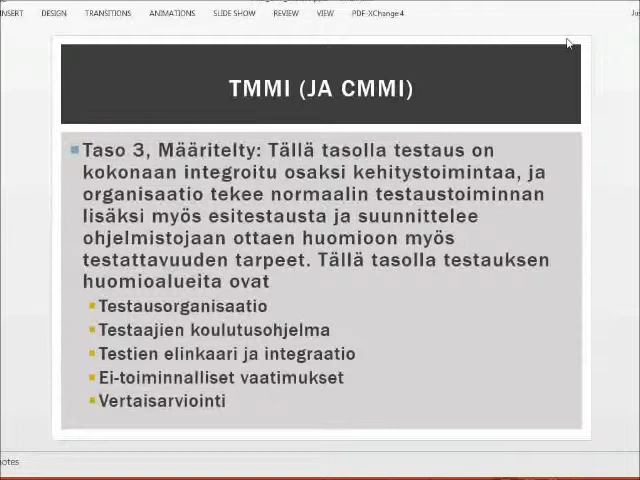 INSERT DESIGN TRANSITIONS ANIMATIONS SLIDE SHOW REVIEW VIEW PDF-XChange 4
TMMI (JA CMMI)
Taso 3, Määritelty: Tällä tasolla testaus on
kokonaan integroitu osaksi kehitystoimintaa, ja
organisaatio tekee normaalin testaustoiminnan
lisäksi myös esitestausta ja suunnittelee
ohjelmistojaan ottaen huomioon myös
testattavuuden tarpeet. Tällä tasolla testauksen
huomioalueita ovat
Testausorganisaatio
Testaajien koulutusohjelma
Testien elinkaari ja integraatio
Ei-toiminnalliset vaatimukset
Vertaisarviointi